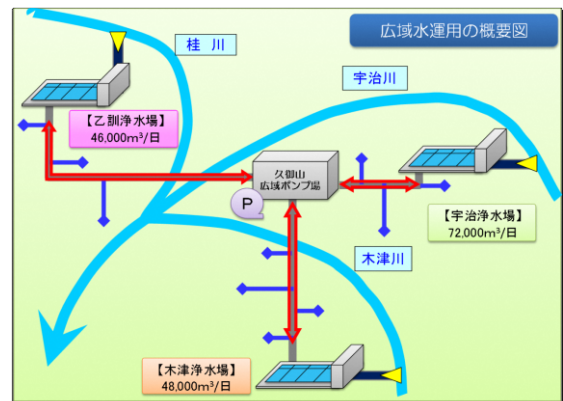 広域水運用の概要図
桂 川
宇治川
【乙訓浄水場】
46,000m³/日
久御山
広域ポンプ場
P
【宇治浄水場】
72,000m³/日
木津川
【木津浄水場】
48,000m³/日